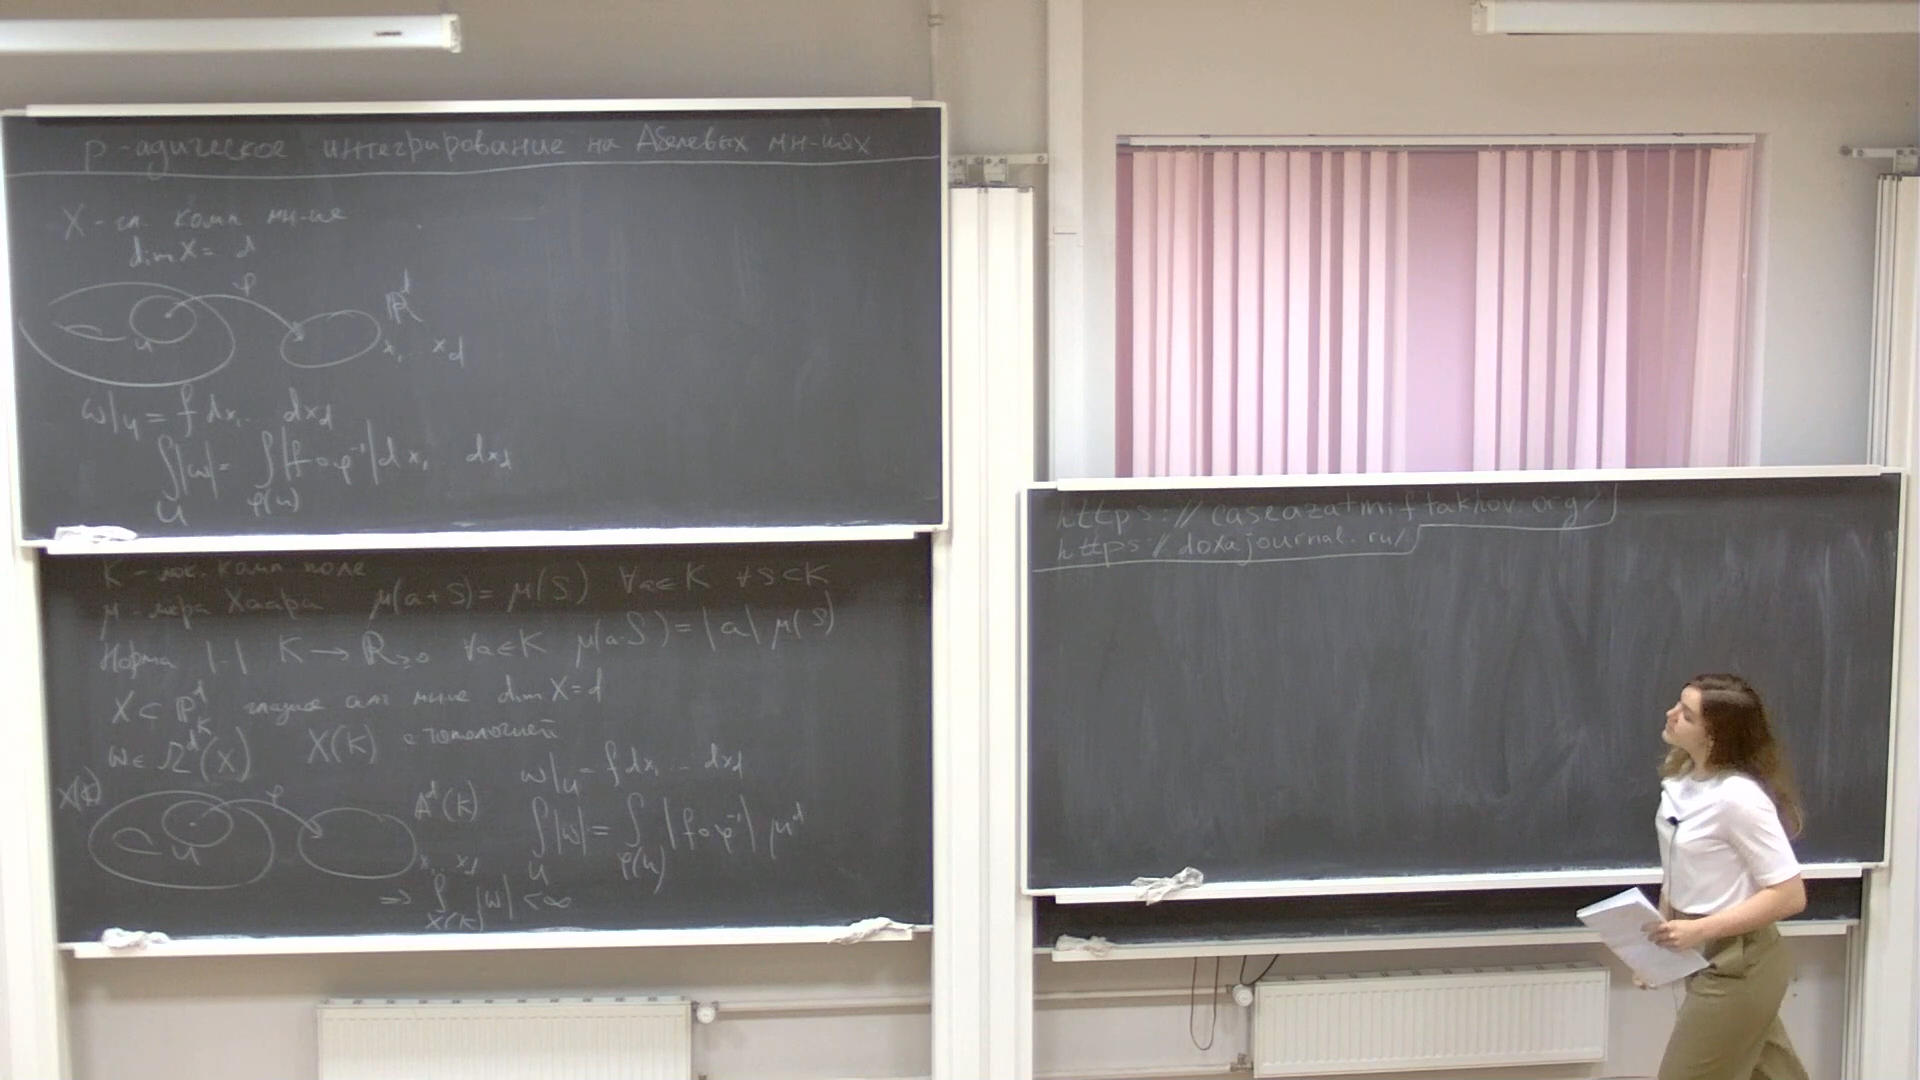 p-адическое интегрирование на Абелевых мн-иях
X - гл. комп мн-ие
dim X = d
φ
U
ℝ^d
x₁ ... x_d
ω|_U = f dx₁ ... dx_d
∫_U |ω| = ∫_{φ(U)} |f∘φ⁻¹| dx₁ ... dx_d
K - лок. комп поле
μ - мера Хаара μ(a+S) = μ(S) ∀a∈K ∀S⊂K
Норма |·| K → ℝ_{≥0} ∀a∈K μ(a·S) = |a| μ(S)
X ⊂ ℙ^d_K гладкое алг мн-ие dim X = d
ω ∈ Ω^d(X) X(K) с топологией
X(K)
φ
U
A^d(K)
x₁ ... x_d
ω|_U = f dx₁ ... dx_d
∫_U |ω| = ∫_{φ(U)} |f∘φ⁻¹| μ^d
⇒ ∫_{X(K)} |ω| < ∞
https://caseazatmiftakhov.org/
https://doxajournal.ru/